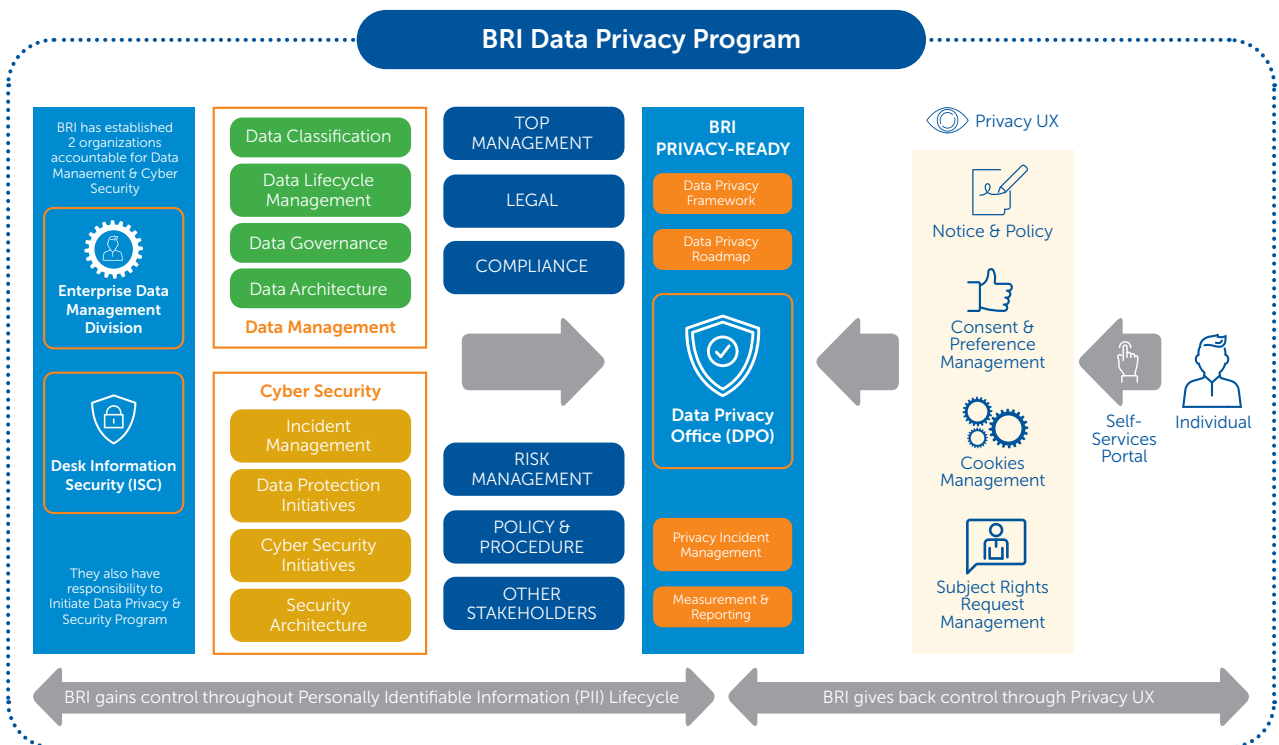 BRI Data Privacy Program
BRI has established
2 organizations
accountable for Data
Manaement & Cyber
Security
Enterprise Data
Management
Division
Desk Information
Security (ISC)
They also have
responsibility to
Initiate Data Privacy &
Security Program
Data Classification
Data Lifecycle
Management
Data Governance
Data Architecture
Data Management
Cyber Security
Incident
Management
Data Protection
Initiatives
Cyber Security
Initiatives
Security
Architecture
TOP
MANAGEMENT
LEGAL
COMPLIANCE
RISK
MANAGEMENT
POLICY &
PROCEDURE
OTHER
STAKEHOLDERS
BRI
PRIVACY-READY
Data Privacy
Framework
Data Privacy
Roadmap
Data Privacy
Office (DPO)
Privacy Incident
Management
Measurement &
Reporting
Privacy UX
Notice & Policy
Consent &
Preference
Management
Cookies
Management
Subject Rights
Request
Management
Self-
Services
Portal
Individual
BRI gains control throughout Personally Identifiable Information (PII) Lifecycle
BRI gives back control through Privacy UX